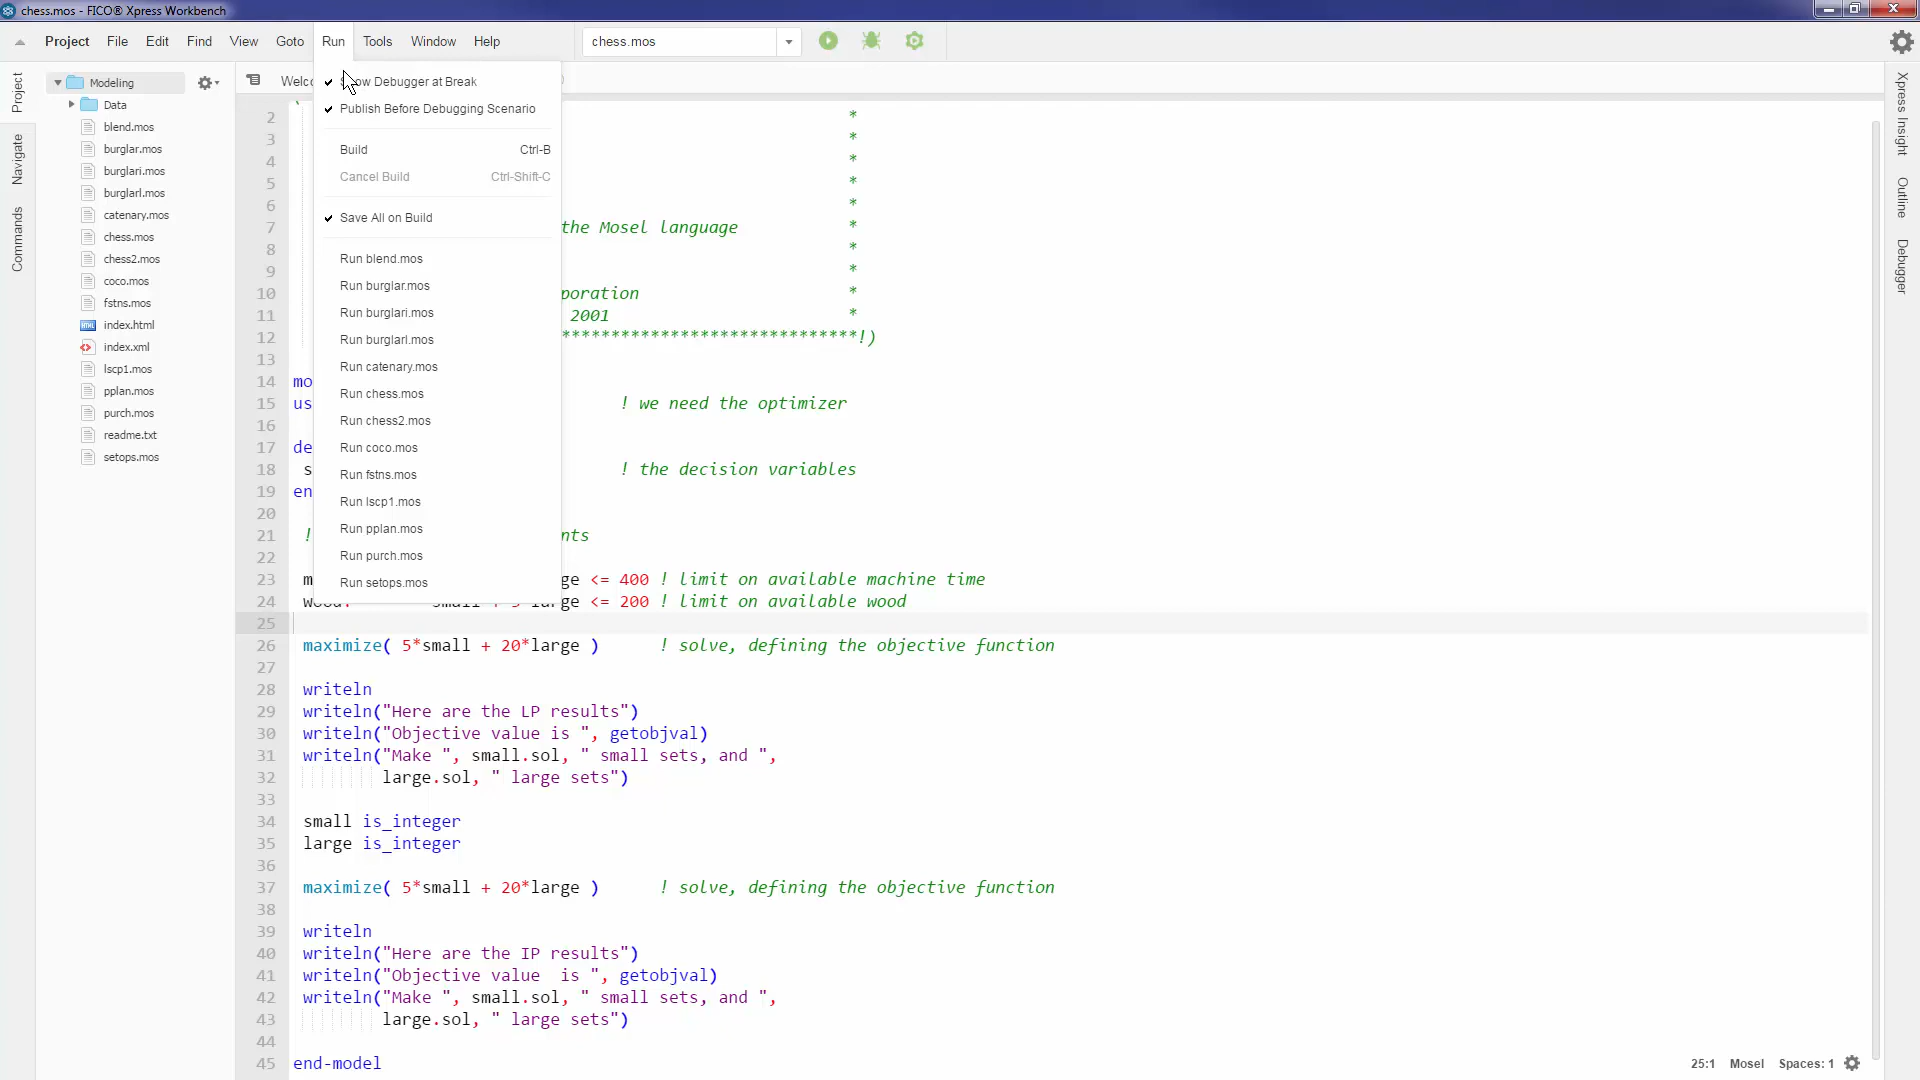 chess.mos - FICO® Xpress Workbench
Project File Edit Find View Goto Run Tools Window Help
chess.mos
Project
Navigate
Commands
Modeling
Data
blend.mos
burglar.mos
burglari.mos
burglarl.mos
catenary.mos
chess.mos
chess2.mos
coco.mos
fstns.mos
index.html
index.xml
lscp1.mos
pplan.mos
purch.mos
readme.txt
setops.mos
Welc
ow Debugger at Break
Publish Before Debugging Scenario
Build Ctrl-B
Cancel Build Ctrl-Shift-C
Save All on Build
Run blend.mos
Run burglar.mos
Run burglari.mos
Run burglarl.mos
Run catenary.mos
Run chess.mos
Run chess2.mos
Run coco.mos
Run fstns.mos
Run lscp1.mos
Run pplan.mos
Run purch.mos
Run setops.mos
2 *
3 *
4 *
5 *
6 *
7 the Mosel language *
8 *
9 *
10 poration *
11 2001 *
12 ******************************!)
13
14 mo
15 us ! we need the optimizer
16
17 de
18 s ! the decision variables
19 en
20
21 ! nts
22
23 m ge <= 400 ! limit on available machine time
24 wood: small + 3*large <= 200 ! limit on available wood
25
26 maximize( 5*small + 20*large ) ! solve, defining the objective function
27
28 writeln
29 writeln("Here are the LP results")
30 writeln("Objective value is ", getobjval)
31 writeln("Make ", small.sol, " small sets, and ",
32 large.sol, " large sets")
33
34 small is_integer
35 large is_integer
36
37 maximize( 5*small + 20*large ) ! solve, defining the objective function
38
39 writeln
40 writeln("Here are the IP results")
41 writeln("Objective value  is ", getobjval)
42 writeln("Make ", small.sol, " small sets, and ",
43 large.sol, " large sets")
44
45 end-model
25:1 Mosel Spaces: 1
Xpress Insight
Outline
Debugger